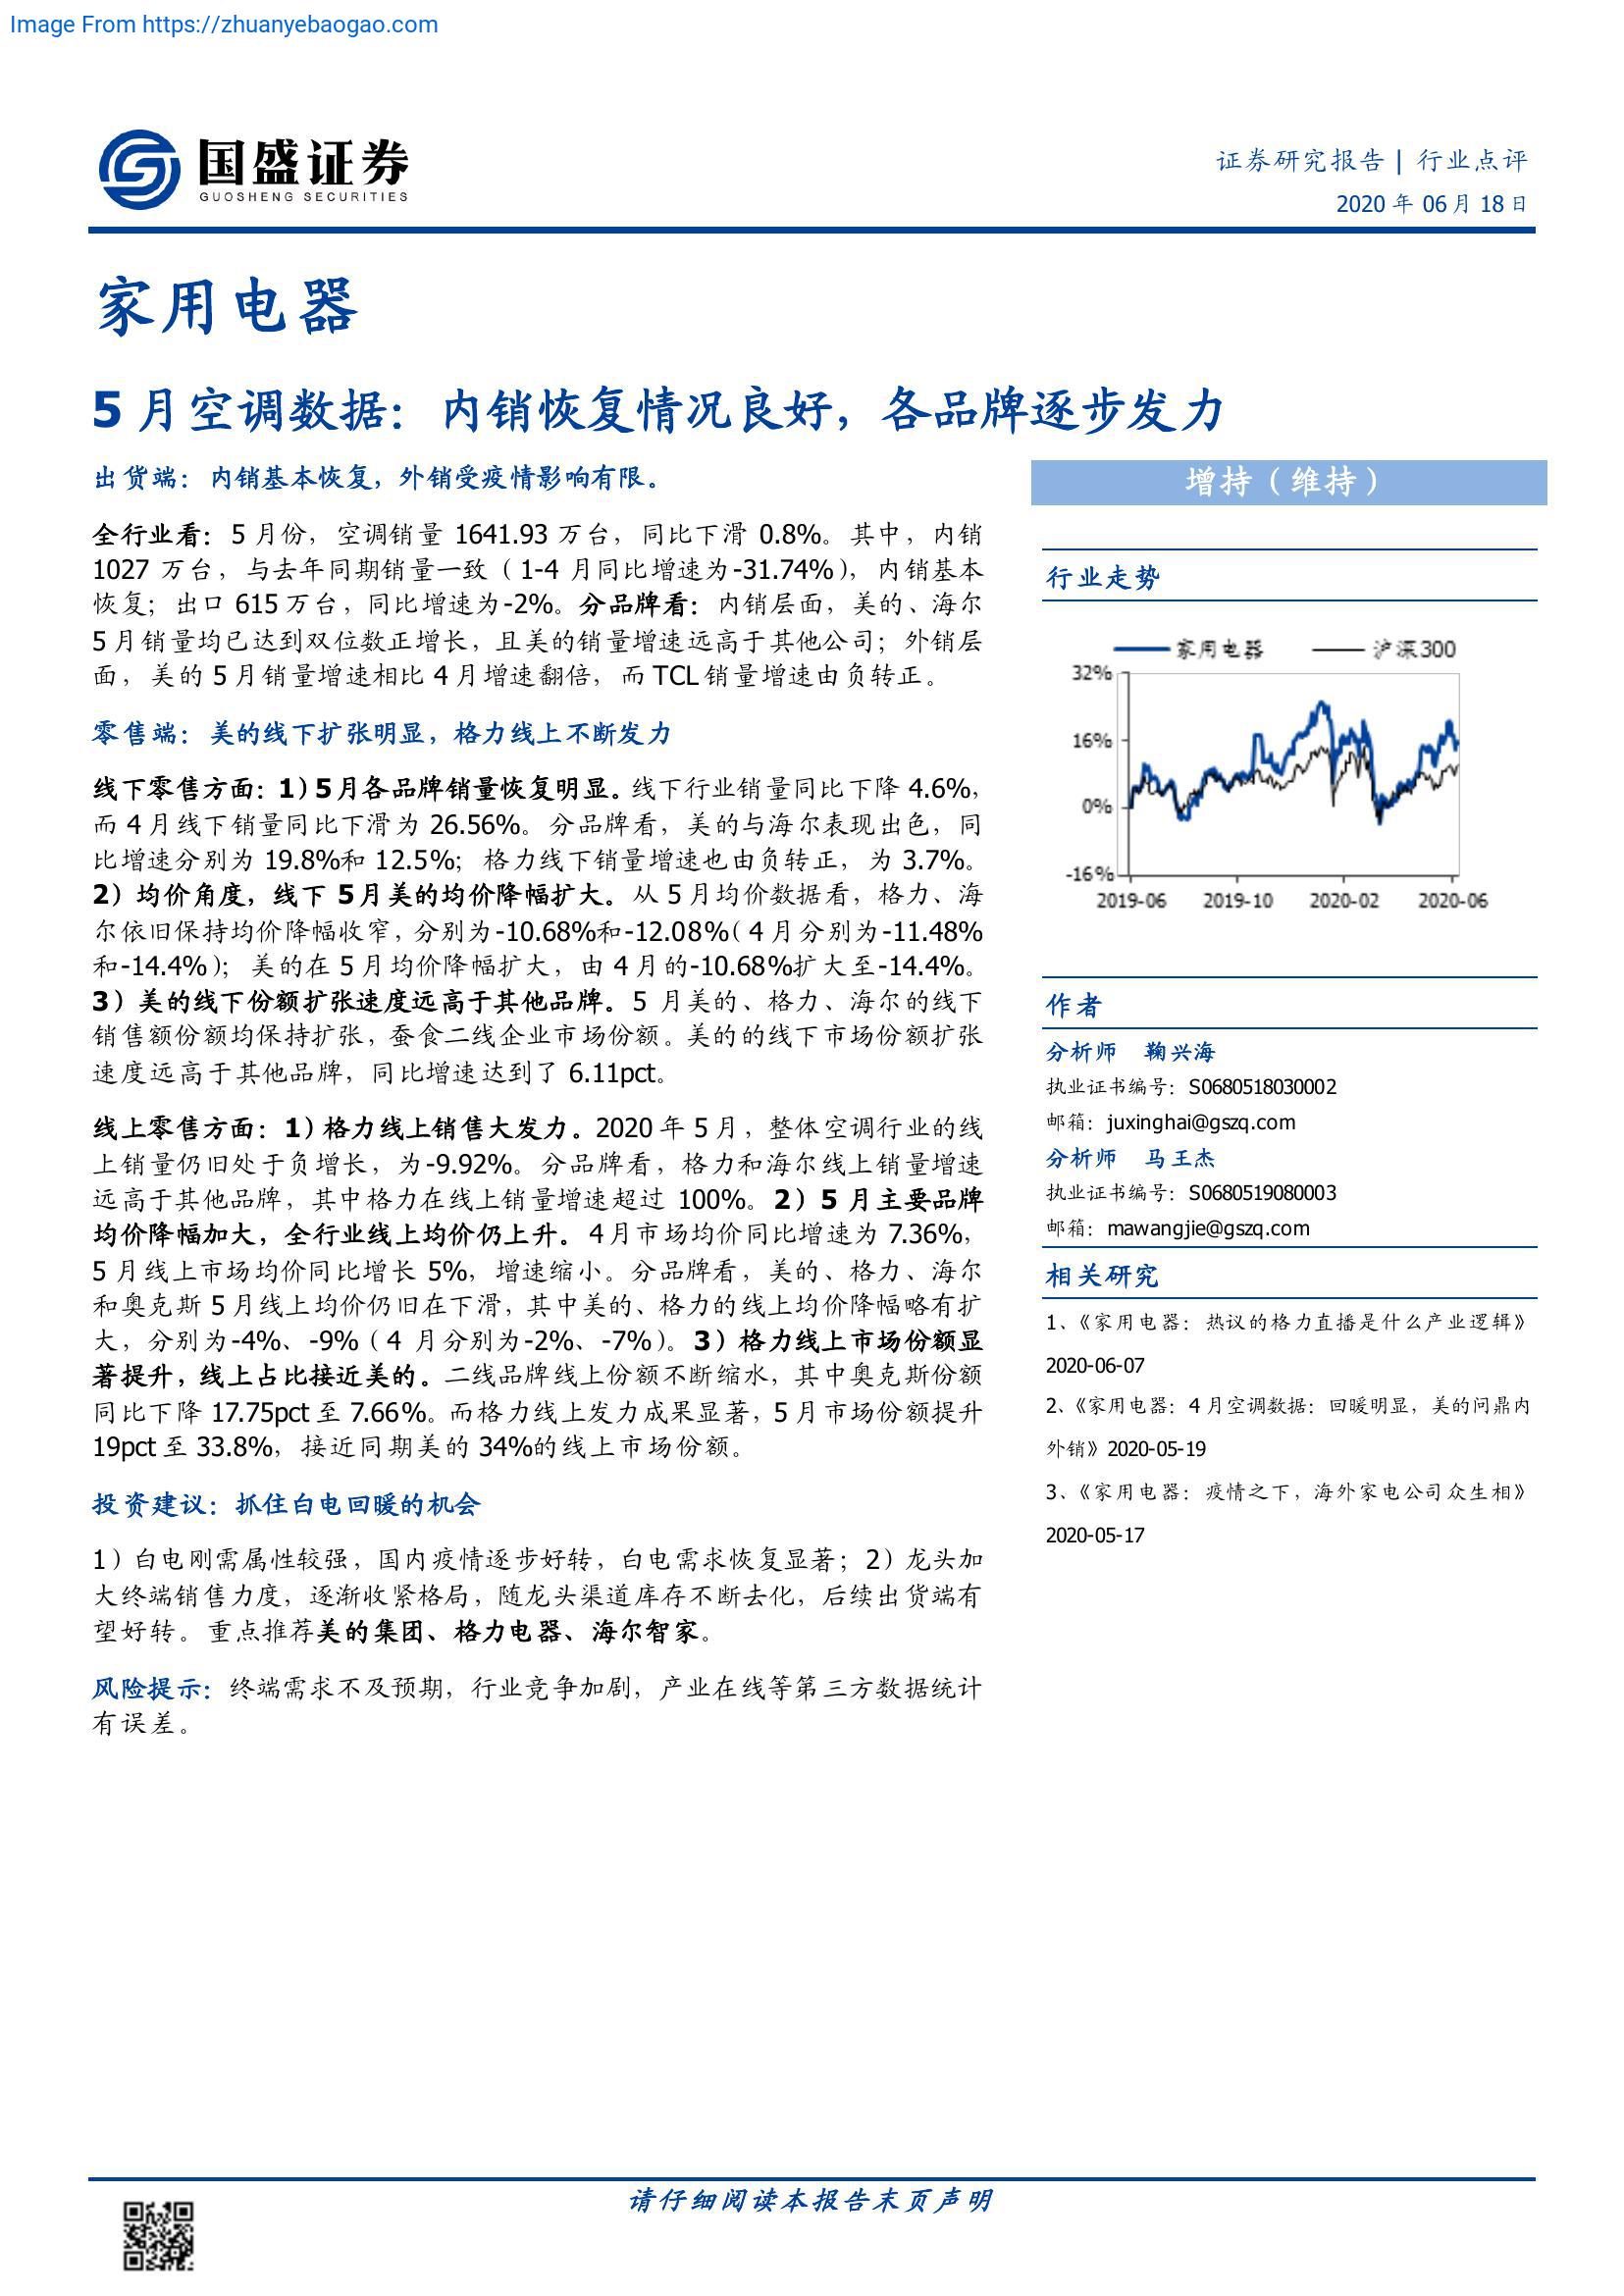 Image From https://zhuanyebaogao.com
国盛证券
GUOSHENG SECURITIES
证券研究报告 | 行业点评
2020 年 06月 18日
家用电器
5 月空调数据：内销恢复情况良好，各品牌逐步发力
出货端：内销基本恢复，外销受疫情影响有限。
全行业看：5 月份，空调销量 1641.93 万台，同比下滑 0.8%。其中，内销
1027 万台，与去年同期销量一致（1-4 月同比增速为-31.74%），内销基本
恢复；出口 615万台，同比增速为-2%。分品牌看：内销层面，美的、海尔
5 月销量均已达到双位数正增长，且美的销量增速远高于其他公司；外销层
面，美的 5 月销量增速相比 4 月增速翻倍，而 TCL 销量增速由负转正。
零售端：美的线下扩张明显，格力线上不断发力
线下零售方面：1）5月各品牌销量恢复明显。线下行业销量同比下降 4.6%，
而 4 月线下销量同比下滑为 26.56%。分品牌看，美的与海尔表现出色，同
比增速分别为 19.8%和 12.5%；格力线下销量增速也由负转正，为 3.7%。
2）均价角度，线下 5月美的均价降幅扩大。从 5 月均价数据看，格力、海
尔依旧保持均价降幅收窄，分别为-10.68%和-12.08%（4 月分别为-11.48%
和-14.4%）；美的在 5 月均价降幅扩大，由 4 月的-10.68%扩大至-14.4%。
3）美的线下份额扩张速度远高于其他品牌。5 月美的、格力、海尔的线下
销售额份额均保持扩张，蚕食二线企业市场份额。美的的线下市场份额扩张
速度远高于其他品牌，同比增速达到了 6.11pct。
线上零售方面：1）格力线上销售大发力。2020 年 5 月，整体空调行业的线
上销量仍旧处于负增长，为-9.92%。分品牌看，格力和海尔线上销量增速
远高于其他品牌，其中格力在线上销量增速超过 100%。2）5 月主要品牌
均价降幅加大，全行业线上均价仍上升。4月市场均价同比增速为 7.36%，
5 月线上市场均价同比增长 5%，增速缩小。分品牌看，美的、格力、海尔
和奥克斯 5 月线上均价仍旧在下滑，其中美的、格力的线上均价降幅略有扩
大，分别为-4%、-9%（4 月分别为-2%、-7%）。3）格力线上市场份额显
著提升，线上占比接近美的。二线品牌线上份额不断缩水，其中奥克斯份额
同比下降 17.75pct 至 7.66%。而格力线上发力成果显著，5 月市场份额提升
19pct 至 33.8%，接近同期美的 34%的线上市场份额。
投资建议：抓住白电回暖的机会
1）白电刚需属性较强，国内疫情逐步好转，白电需求恢复显著；2）龙头加
大终端销售力度，逐渐收紧格局，随龙头渠道库存不断去化，后续出货端有
望好转。重点推荐美的集团、格力电器、海尔智家。
风险提示：终端需求不及预期，行业竞争加剧，产业在线等第三方数据统计
有误差。
增持（维持）
行业走势
家用电器 沪深300
32%
16%
0%
-16%
2019-06 2019-10 2020-02 2020-06
作者
分析师 鞠兴海
执业证书编号：S0680518030002
邮箱：juxinghai@gszq.com
分析师 马王杰
执业证书编号：S0680519080003
邮箱：mawangjie@gszq.com
相关研究
1、《家用电器：热议的格力直播是什么产业逻辑》
2020-06-07
2、《家用电器：4 月空调数据：回暖明显，美的问鼎内
外销》2020-05-19
3、《家用电器：疫情之下，海外家电公司众生相》
2020-05-17
请仔细阅读本报告末页声明